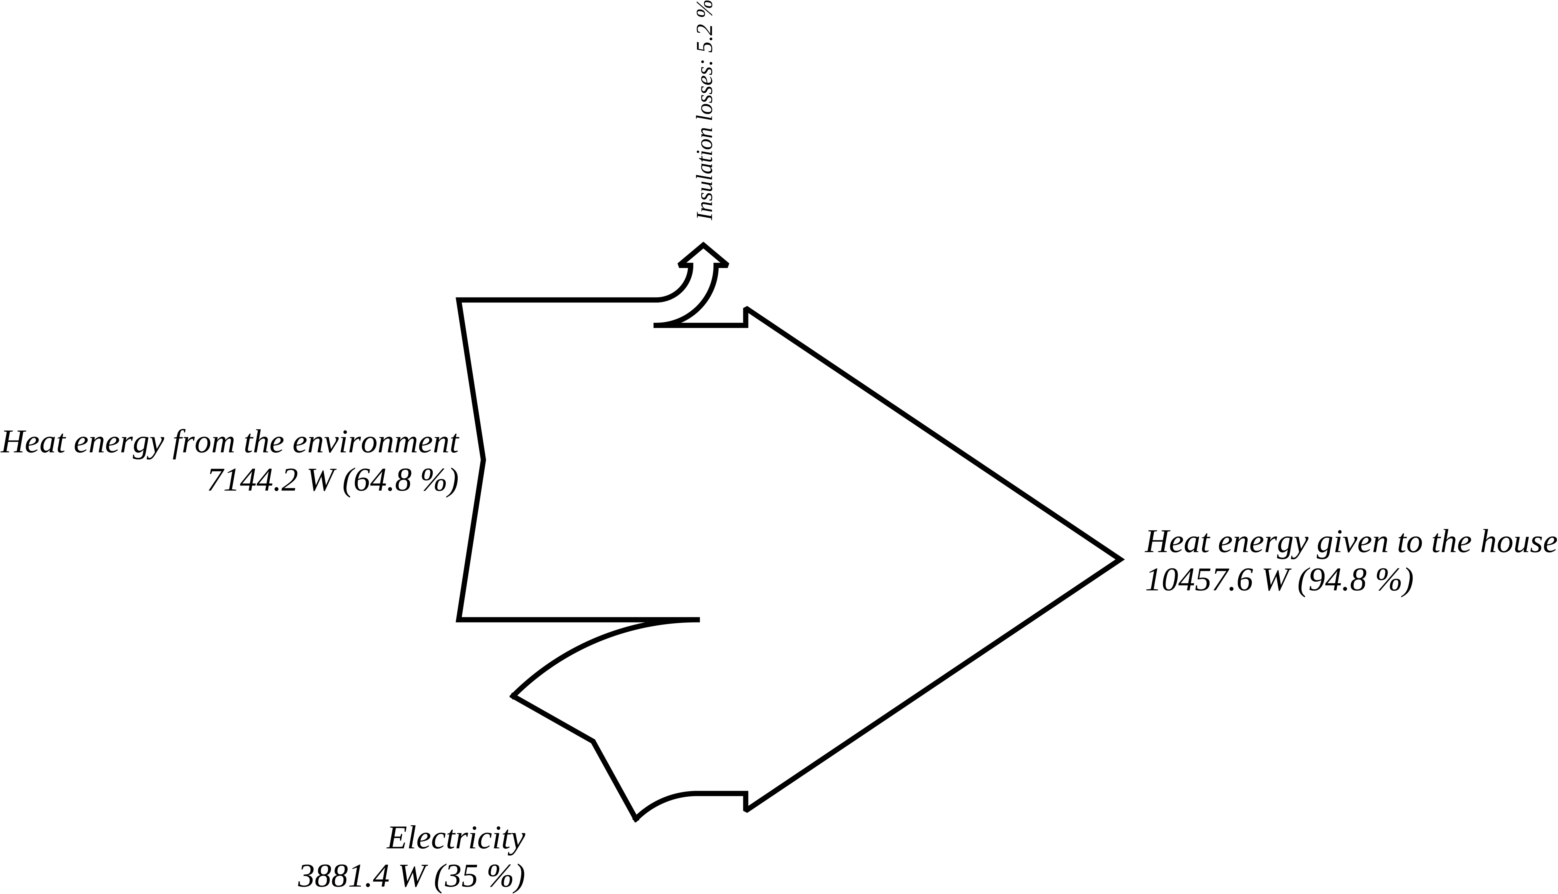 Insulation losses: 5.2 %
Heat energy from the environment
7144.2 W (64.8 %)
Heat energy given to the house
10457.6 W (94.8 %)
Electricity
3881.4 W (35 %)